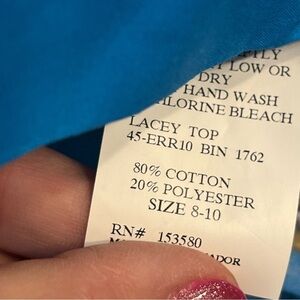 LOW OR
DRY
HAND WASH
CHLORINE BLEACH
LACEY TOP
45-ERR10 BIN 1762
80% COTTON
20% POLYESTER
SIZE 8-10
RN# 153580